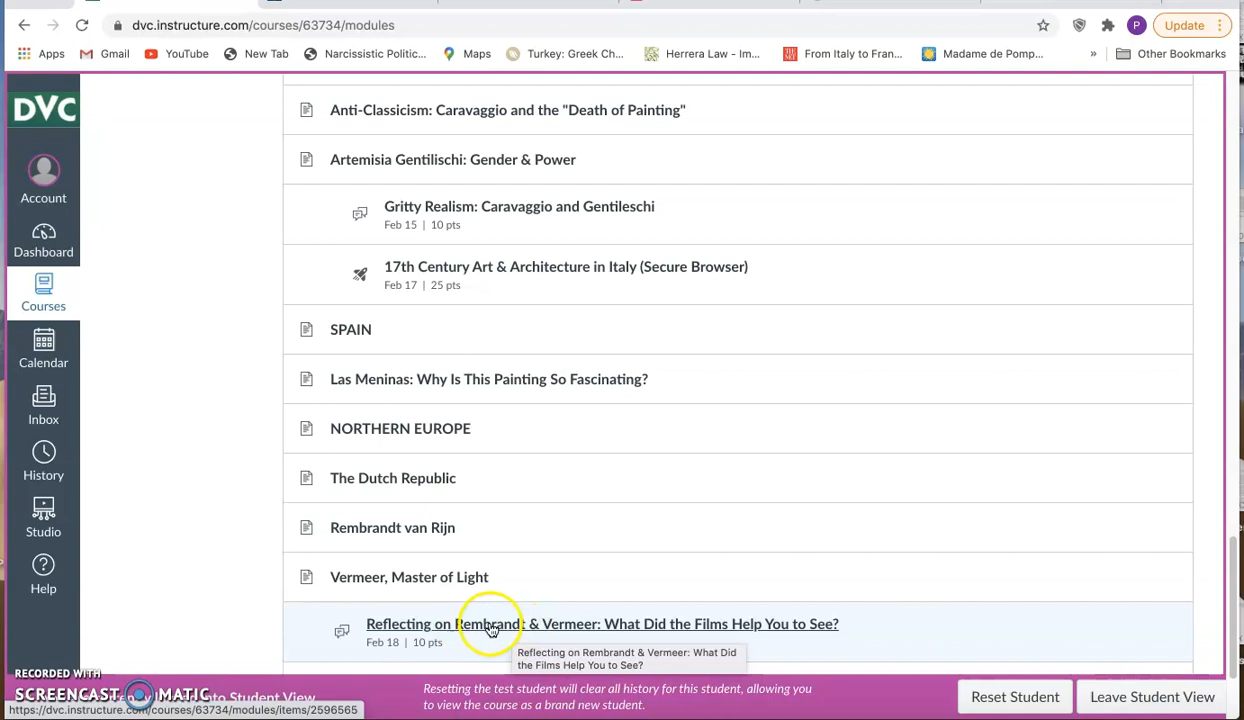 dvc.instructure.com/courses/63734/modules
Update
Apps
Gmail
YouTube
New Tab
Narcissistic Politic...
Maps
Turkey: Greek Ch...
Herrera Law - Im...
From Italy to Fran...
Madame de Pomp...
»
Other Bookmarks
P
DVC
Account
Dashboard
Courses
Calendar
Inbox
History
Studio
Help
Anti-Classicism: Caravaggio and the "Death of Painting"
Artemisia Gentilischi: Gender & Power
Gritty Realism: Caravaggio and Gentileschi
Feb 15 | 10 pts
17th Century Art & Architecture in Italy (Secure Browser)
Feb 17 | 25 pts
SPAIN
Las Meninas: Why Is This Painting So Fascinating?
NORTHERN EUROPE
The Dutch Republic
Rembrandt van Rijn
Vermeer, Master of Light
Reflecting on Rembrandt & Vermeer: What Did the Films Help You to See?
Feb 18 | 10 pts
Reflecting on Rembrandt & Vermeer: What Did
the Films Help You to See?
RECORDED WITH
SCREENCAST MATIC
into Student View
https://dvc.instructure.com/courses/63734/modules/items/2596565
Resetting the test student will clear all history for this student, allowing you
to view the course as a brand new student.
Reset Student
Leave Student View